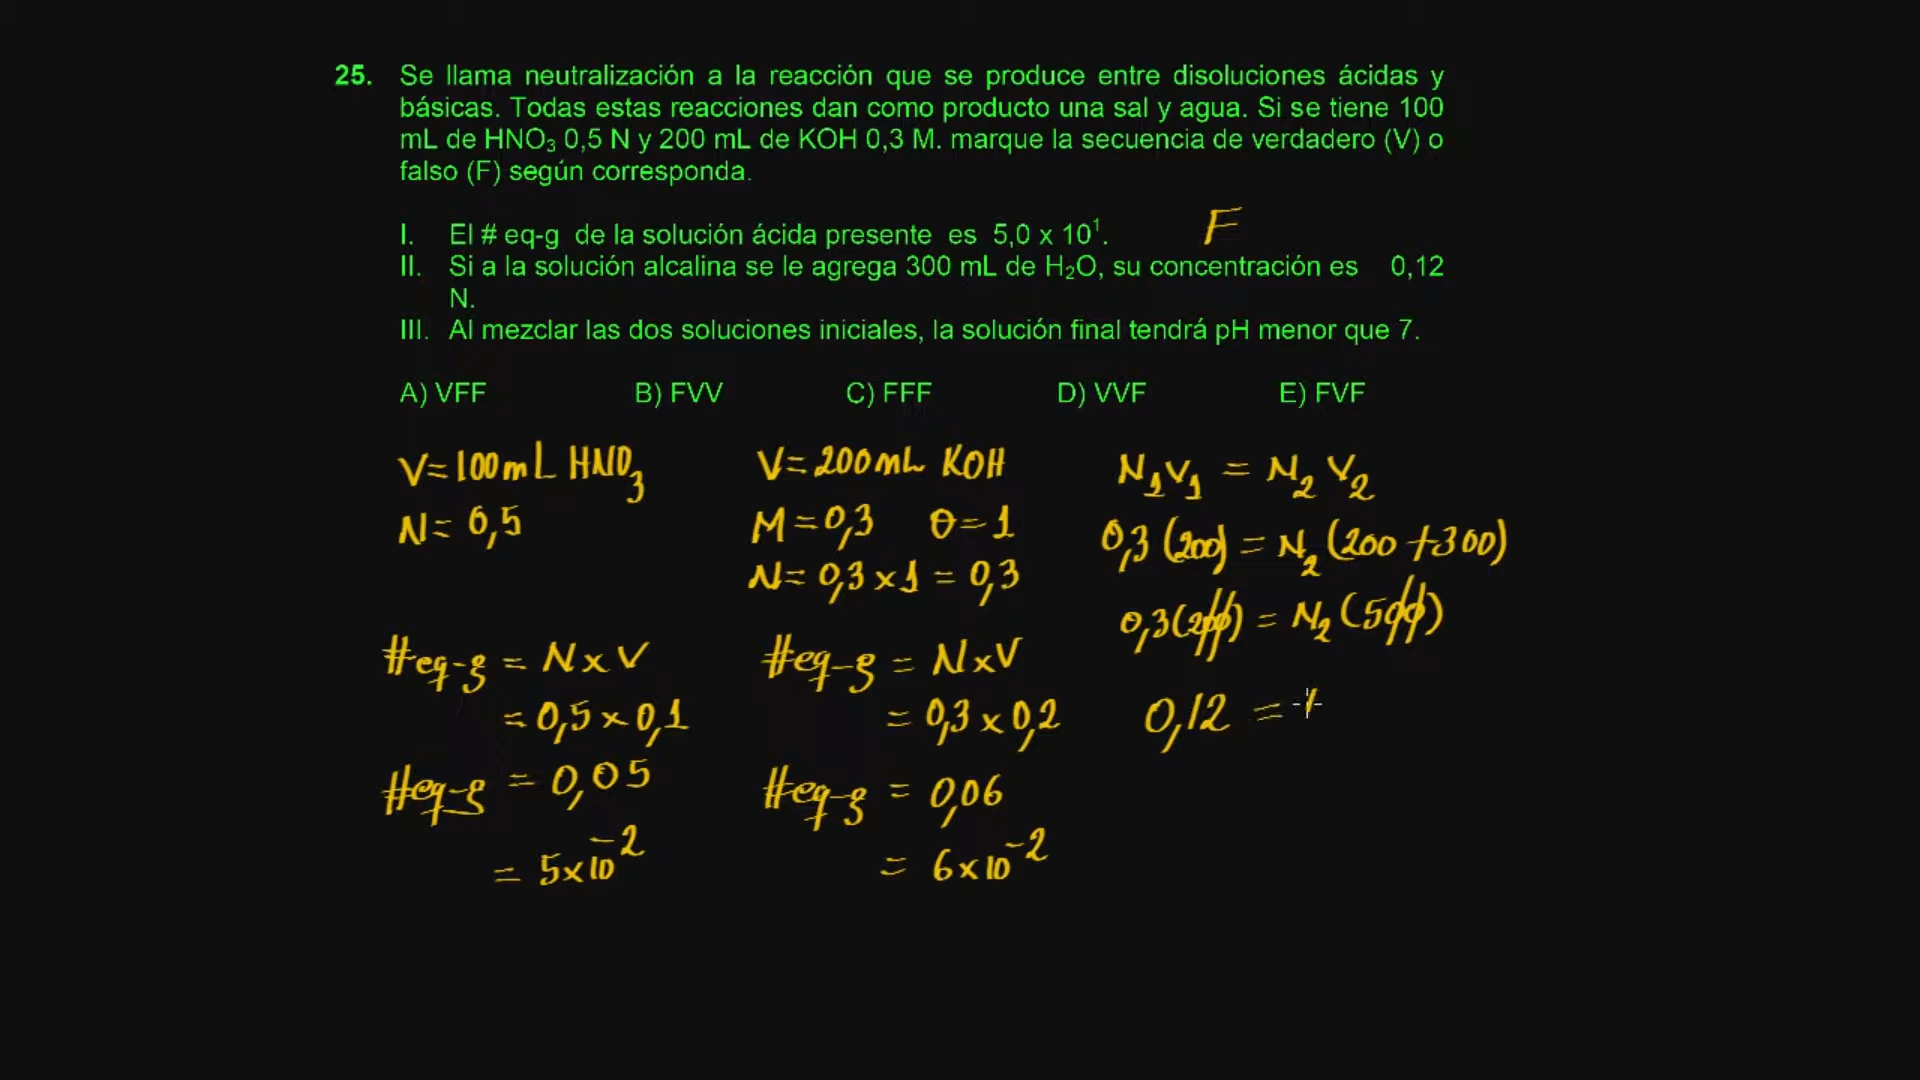 25. Se llama neutralización a la reacción que se produce entre disoluciones ácidas y
básicas. Todas estas reacciones dan como producto una sal y agua. Si se tiene 100
mL de HNO₃ 0,5 N y 200 mL de KOH 0,3 M. marque la secuencia de verdadero (V) o
falso (F) según corresponda.
I. El # eq-g de la solución ácida presente es 5,0 x 10¹. F
II. Si a la solución alcalina se le agrega 300 mL de H₂O, su concentración es 0,12
N.
III. Al mezclar las dos soluciones iniciales, la solución final tendrá pH menor que 7.
A) VFF B) FVV C) FFF D) VVF E) FVF
V=100mL HNO₃
N=0,5
#eq-g = N x V
= 0,5 x 0,1
#eq-g = 0,05
= 5x10⁻²
V=200mL KOH
M=0,3 θ=1
N=0,3 x 1 = 0,3
#eq-g = N x V
= 0,3 x 0,2
#eq-g = 0,06
= 6x10⁻²
N₁V₁ = N₂V₂
0,3 (200) = N₂ (200+300)
0,3(200) = N₂ (500)
0,12 =